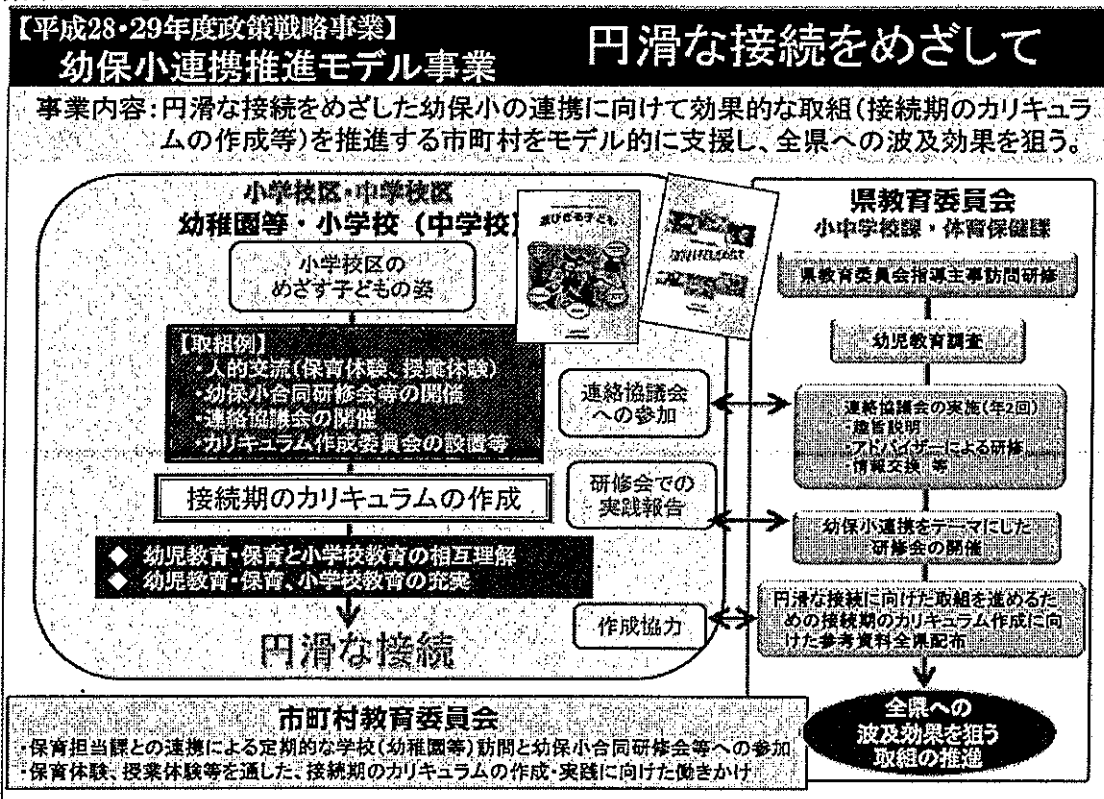 【平成28・29年度政策戦略事業】
幼保小連携推進モデル事業
円滑な接続をめざして
事業内容:円滑な接続をめざした幼保小の連携に向けて効果的な取組(接続期のカリキュラ
ムの作成等)を推進する市町村をモデル的に支援し、全県への波及効果を狙う。
小学校区・中学校区
幼稚園等・小学校(中学校)
小学校区の
めざす子どもの姿
【取組例】
・人的交流(保育体験、授業体験)
・幼保小合同研修会等の開催
・連絡協議会の開催
・カリキュラム作成委員会の設置等
接続期のカリキュラムの作成
◆ 幼児教育・保育と小学校教育の相互理解
◆ 幼児教育・保育、小学校教育の充実
円滑な接続
遊びきる子ども
連絡協議会
への参加
研修会での
実践報告
作成協力
県教育委員会
小中学校課・体育保健課
県教育委員会指導主事訪問研修
幼児教育調査
連絡協議会の実施(年2回)
・趣旨説明
・アドバイザーによる研修
・情報交換 等
幼保小連携をテーマにした
研修会の開催
円滑な接続に向けた取組を進めるた
めの接続期のカリキュラム作成に向
けた参考資料全県配布
全県への
波及効果を狙う
取組の推進
市町村教育委員会
・保育担当課との連携による定期的な学校(幼稚園等)訪問と幼保小合同研修会等への参加
・保育体験、授業体験等を通した、接続期のカリキュラムの作成・実践に向けた働きかけ